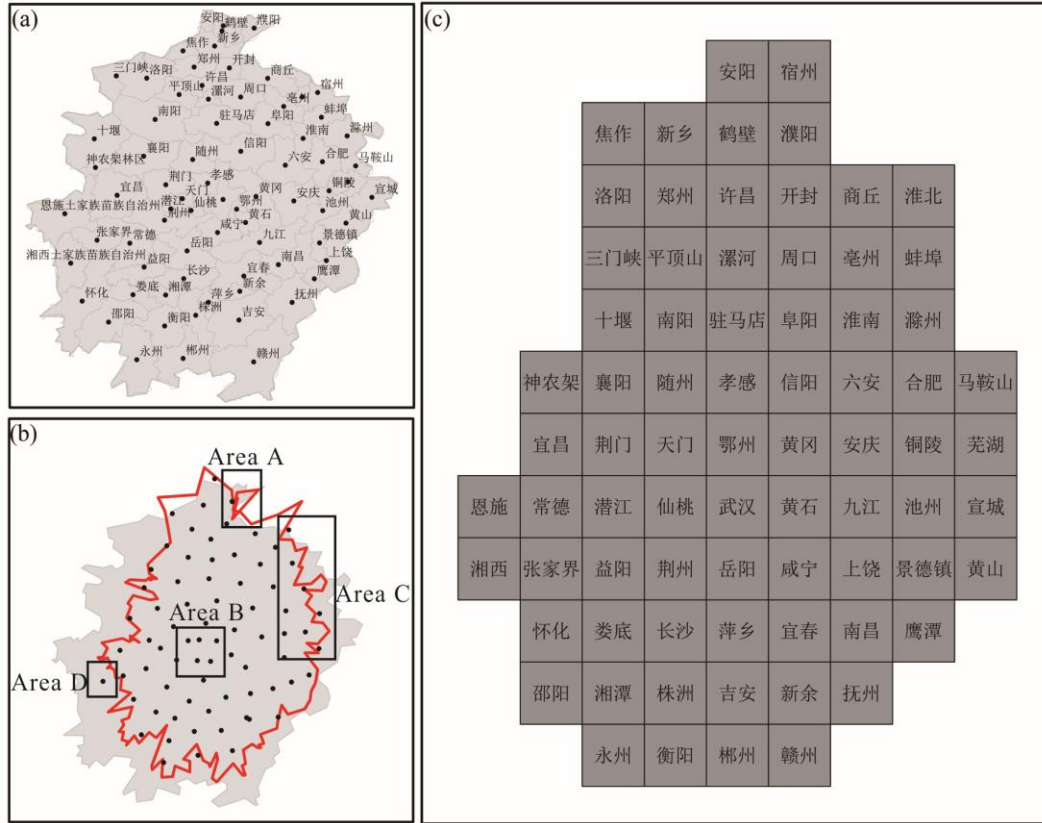 (a)
安阳
鹤壁
濮阳
新乡
焦作
郑州
开封
三门峡
洛阳
商丘
许昌
平顶山
漯河
周口
宿州
亳州
南阳
驻马店
阜阳
蚌埠
滁州
十堰
淮南
信阳
神农架林区
襄阳
随州
六安
合肥
马鞍山
荆门
孝感
宜昌
天门
黄冈
安庆
铜陵
宣城
恩施土家族苗族自治州
潜江
仙桃
鄂州
池州
荆州
黄石
黄山
咸宁
张家界
常德
九江
景德镇
岳阳
湘西土家族苗族自治州
益阳
南昌
上饶
长沙
宜春
鹰潭
怀化
娄底
湘潭
萍乡
新余
抚州
株洲
邵阳
衡阳
吉安
永州
郴州
赣州
(b)
Area A
Area B
Area C
Area D
(c)
安阳 宿州
焦作 新乡 鹤壁 濮阳
洛阳 郑州 许昌 开封 商丘 淮北
三门峡 平顶山 漯河 周口 亳州 蚌埠
十堰 南阳 驻马店 阜阳 淮南 滁州
神农架 襄阳 随州 孝感 信阳 六安 合肥 马鞍山
宜昌 荆门 天门 鄂州 黄冈 安庆 铜陵 芜湖
恩施 常德 潜江 仙桃 武汉 黄石 九江 池州 宣城
湘西 张家界 益阳 荆州 岳阳 咸宁 上饶 景德镇 黄山
怀化 娄底 长沙 萍乡 宜春 南昌 鹰潭
邵阳 湘潭 株洲 吉安 新余 抚州
永州 衡阳 郴州 赣州